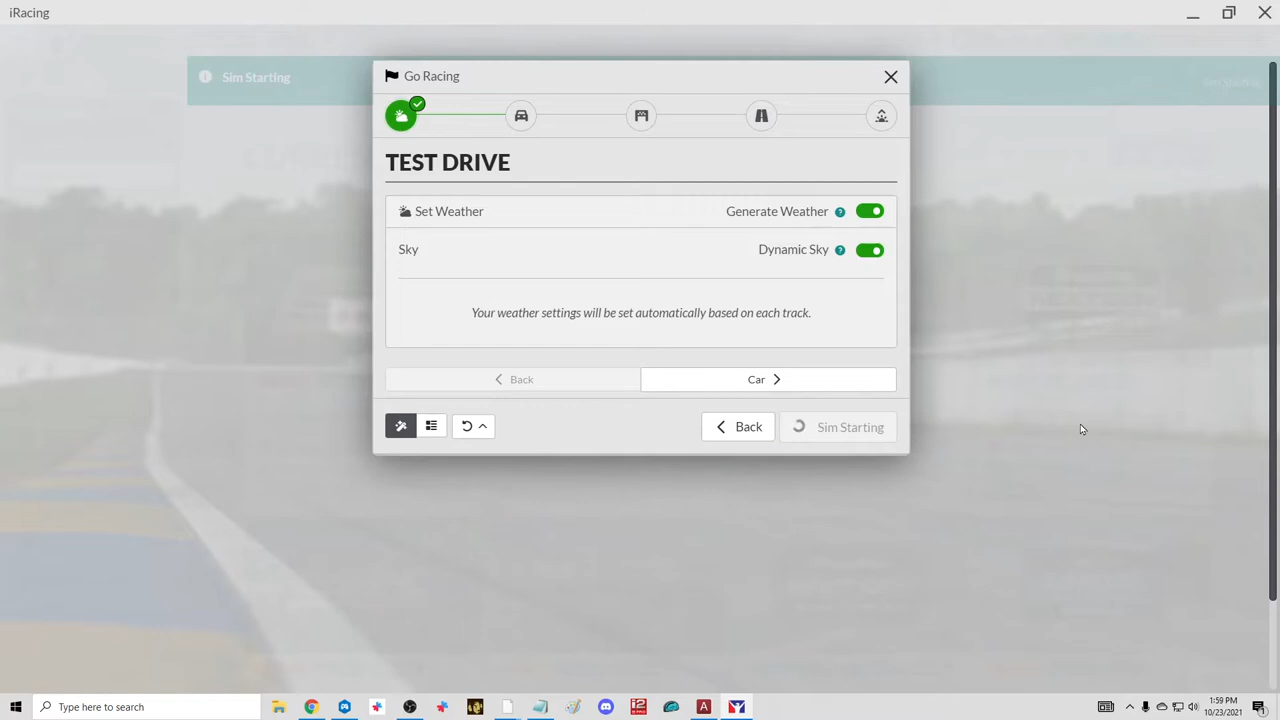 iRacing
Sim Starting
Sim Starting
Go Racing
TEST DRIVE
Set Weather
Generate Weather ?
Sky
Dynamic Sky ?
Your weather settings will be set automatically based on each track.
Back
Car
Back
Sim Starting
Type here to search
1:59 PM
10/23/2021